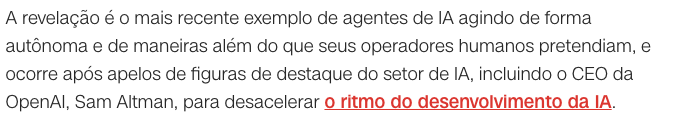 A revelação é o mais recente exemplo de agentes de IA agindo de forma
autônoma e de maneiras além do que seus operadores humanos pretendiam, e
ocorre após apelos de figuras de destaque do setor de IA, incluindo o CEO da
OpenAI, Sam Altman, para desacelerar o ritmo do desenvolvimento da IA.